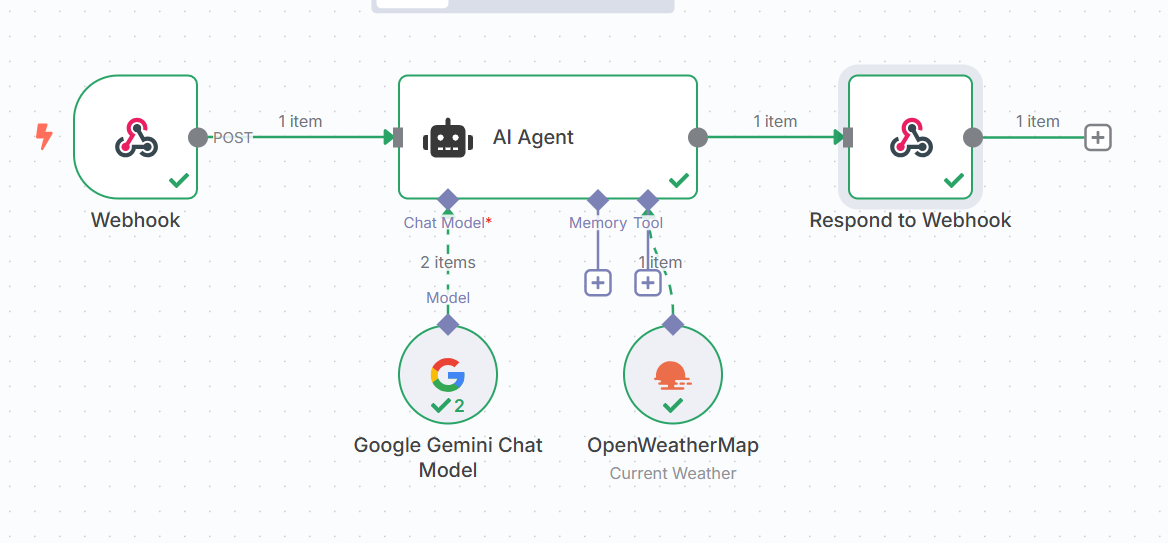 POST
1 item
AI Agent
1 item
1 item
Webhook
Chat Model*
Memory
Tool
Respond to Webhook
2 items
1 item
Model
2
Google Gemini Chat
Model
OpenWeatherMap
Current Weather